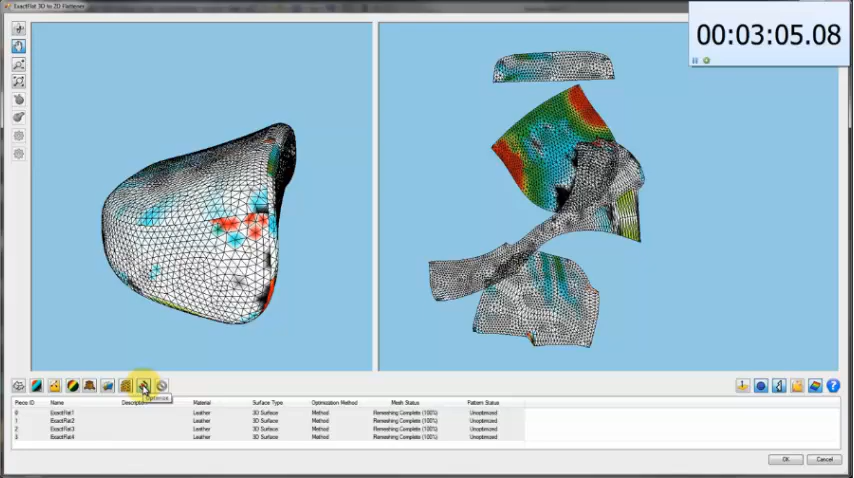 ExactFlat 3D to 2D Flattener
00:03:05.08
Optimize
Piece ID Name Description Material Surface Type Optimization Method Mesh Status Pattern Status
0 ExactFlat1 Leather 3D Surface Method Remeshing Complete (100%) Unoptimized
1 ExactFlat2 Leather 3D Surface Method Remeshing Complete (100%) Unoptimized
2 ExactFlat3 Leather 3D Surface Method Remeshing Complete (100%) Unoptimized
3 ExactFlat4 Leather 3D Surface Method Remeshing Complete (100%) Unoptimized
OK Cancel